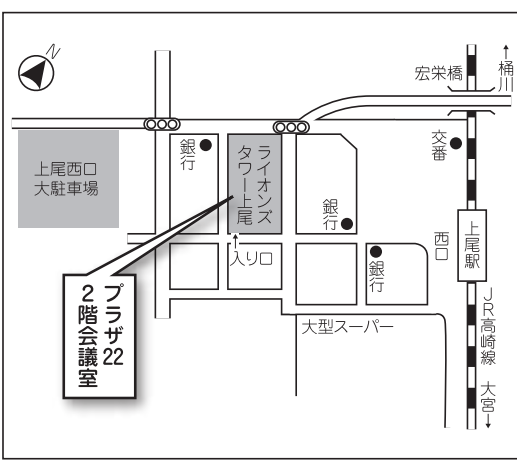 N
桶川
宏栄橋
交番
銀行
ライオンズ
タワー上尾
上尾西口
大駐車場
銀行
西口
上尾駅
入り口
銀行
プラザ22
2階会議室
大型スーパー
JR高崎線
大宮